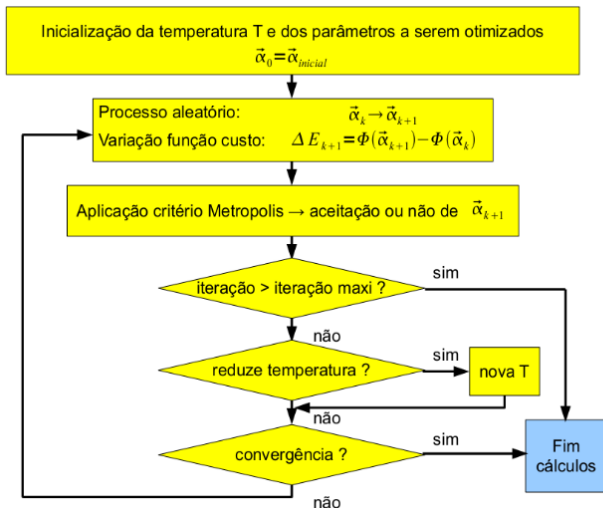 Inicialização da temperatura T e dos parâmetros a serem otimizados
α⃗₀=α⃗inicial
Processo aleatório: α⃗k→α⃗k+1
Variação função custo: ΔEk+1=Φ(α⃗k+1)−Φ(α⃗k)
Aplicação critério Metropolis → aceitação ou não de α⃗k+1
iteração > iteração maxi ?
sim
não
reduze temperatura ?
sim
nova T
não
convergência ?
sim
Fim
cálculos
não